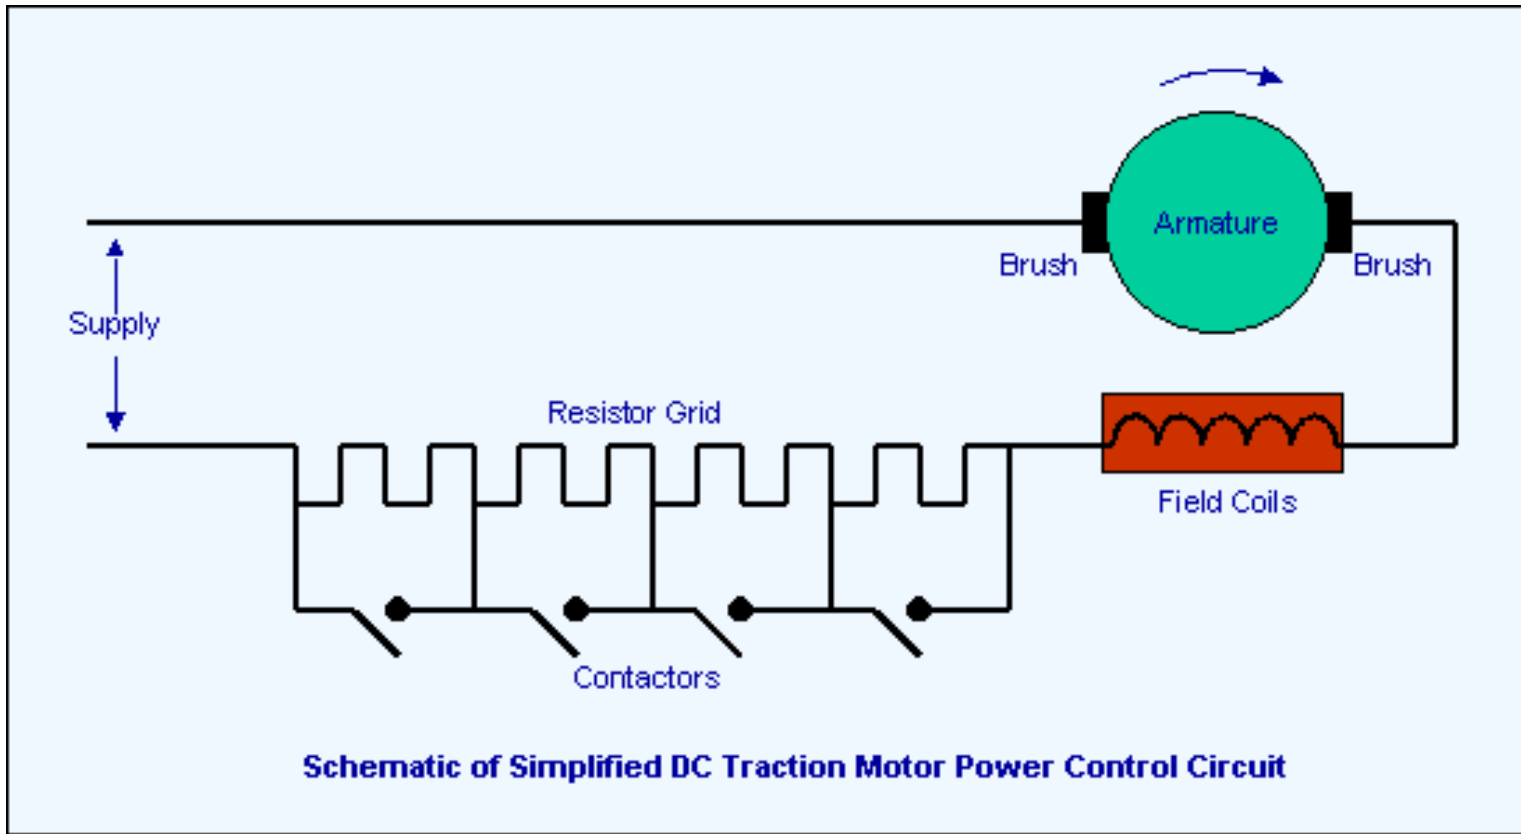 Armature
Brush
Brush
Supply
Resistor Grid
Field Coils
Contactors
Schematic of Simplified DC Traction Motor Power Control Circuit